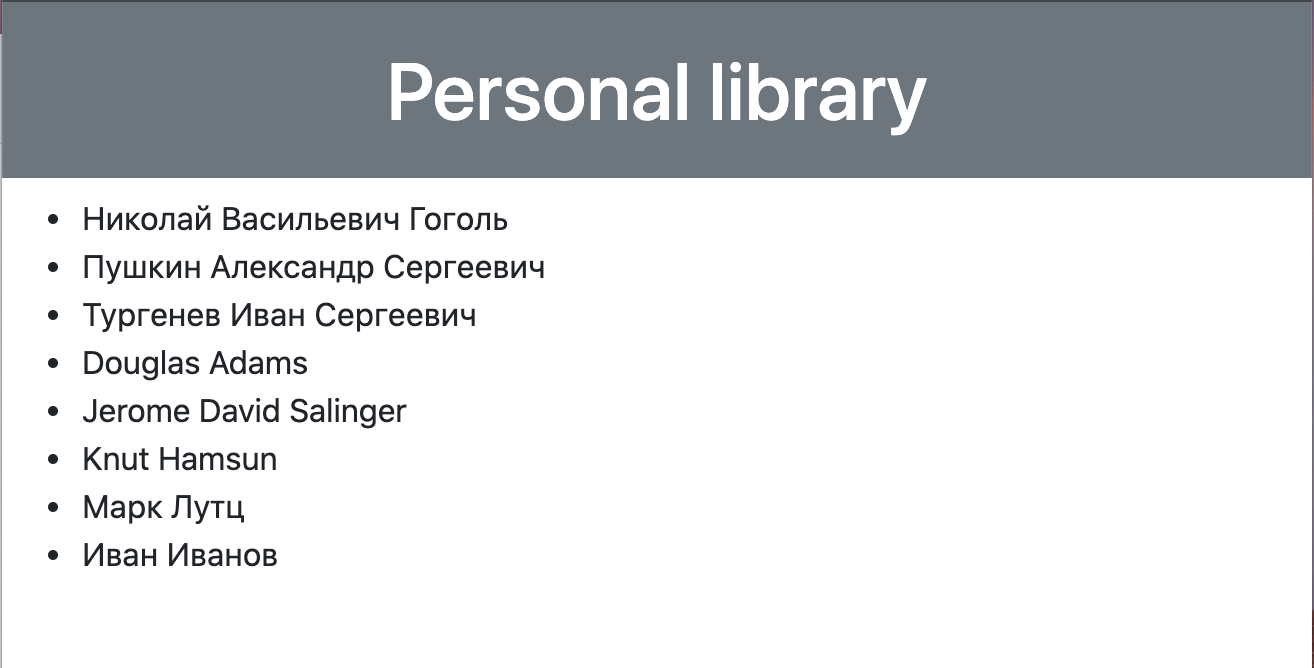 Personal library
Николай Васильевич Гоголь
Пушкин Александр Сергеевич
Тургенев Иван Сергеевич
Douglas Adams
Jerome David Salinger
Knut Hamsun
Марк Лутц
Иван Иванов